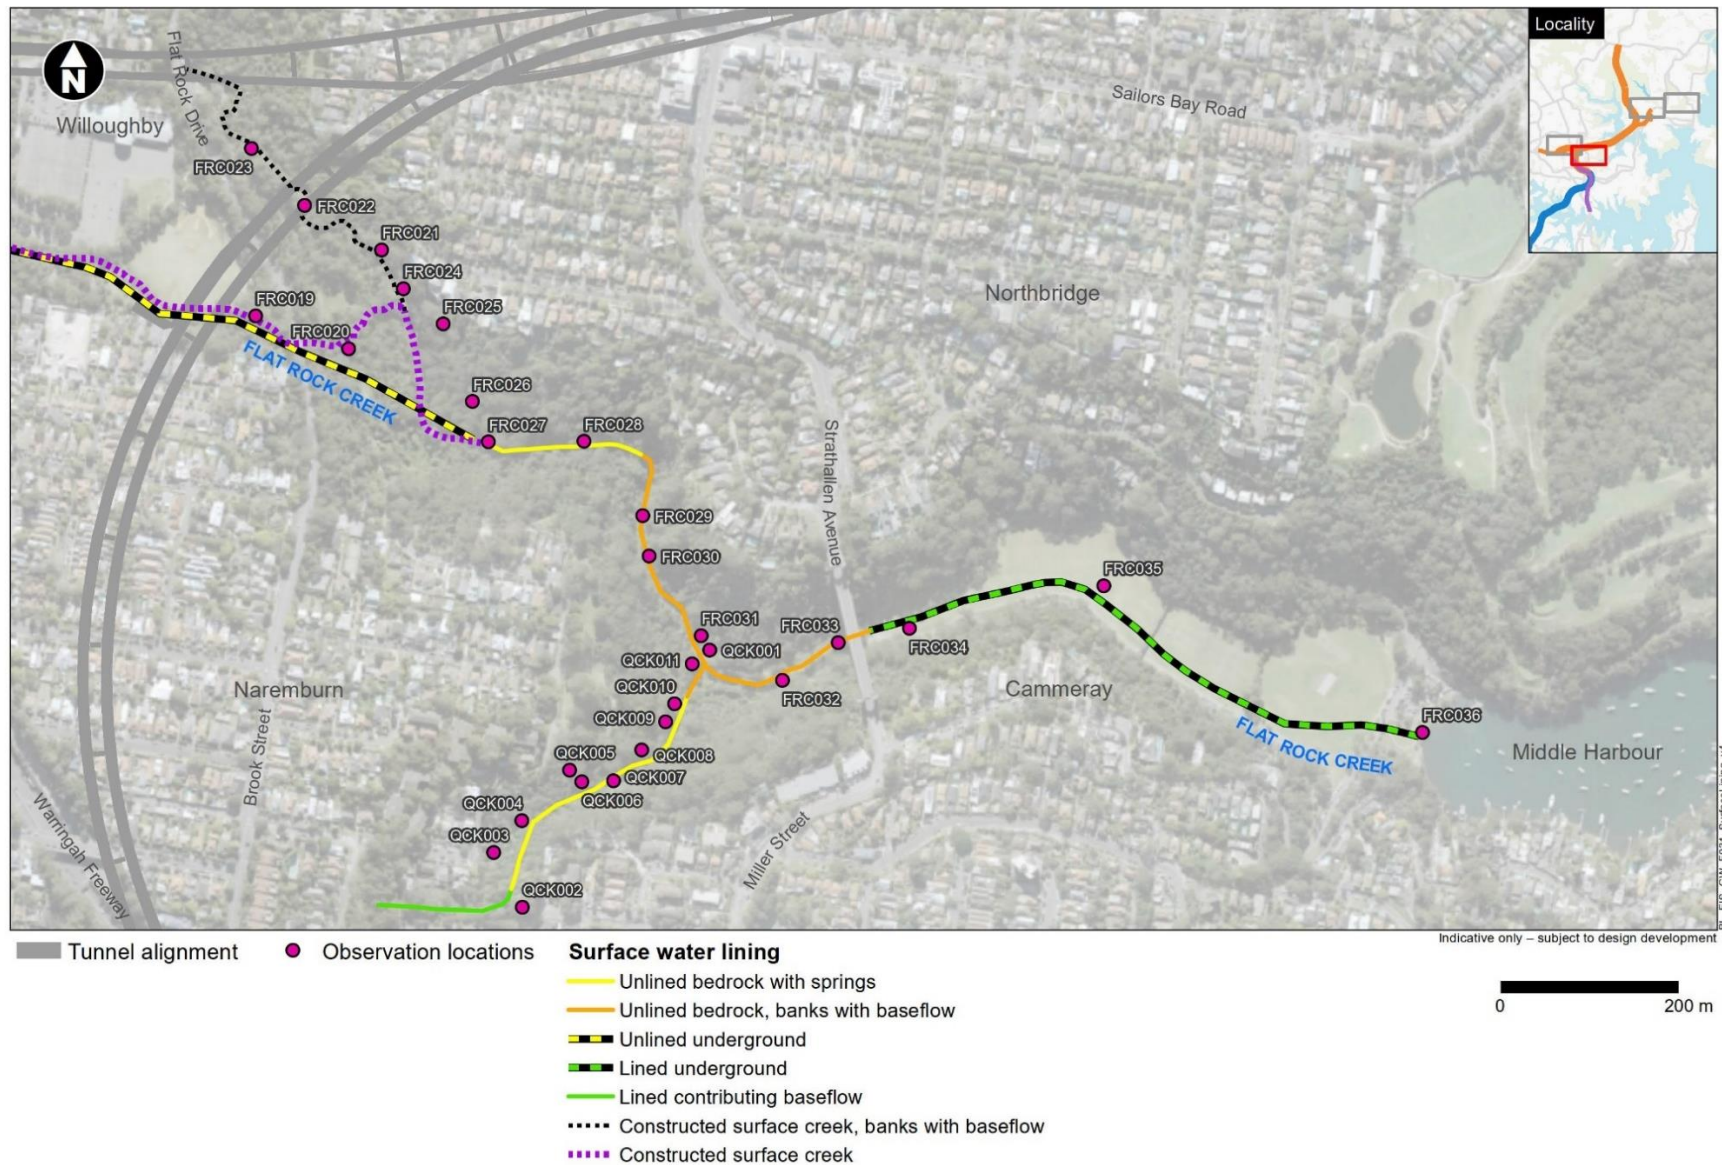 Locality
N
Flat Rock Drive
Sailors Bay Road
Willoughby
FRC023
FRC022
FRC021
FRC024
FRC025
Northbridge
FRC019
FRC020
FLAT ROCK CREEK
FRC026
FRC027
FRC028
Strathallen Avenue
FRC029
FRC030
FRC035
FRC031
FRC033
QCK001
FRC034
QCK011
Naremburn
QCK010
Cammeray
FRC032
QCK009
FRC036
FLAT ROCK CREEK
Middle Harbour
Brook Street
QCK005
QCK008
QCK007
QCK006
QCK004
QCK003
Warringah Freeway
Miller Street
QCK002
Indicative only – subject to design development
Tunnel alignment
Observation locations
Surface water lining
Unlined bedrock with springs
Unlined bedrock, banks with baseflow
Unlined underground
Lined underground
Lined contributing baseflow
Constructed surface creek, banks with baseflow
Constructed surface creek
0
200 m